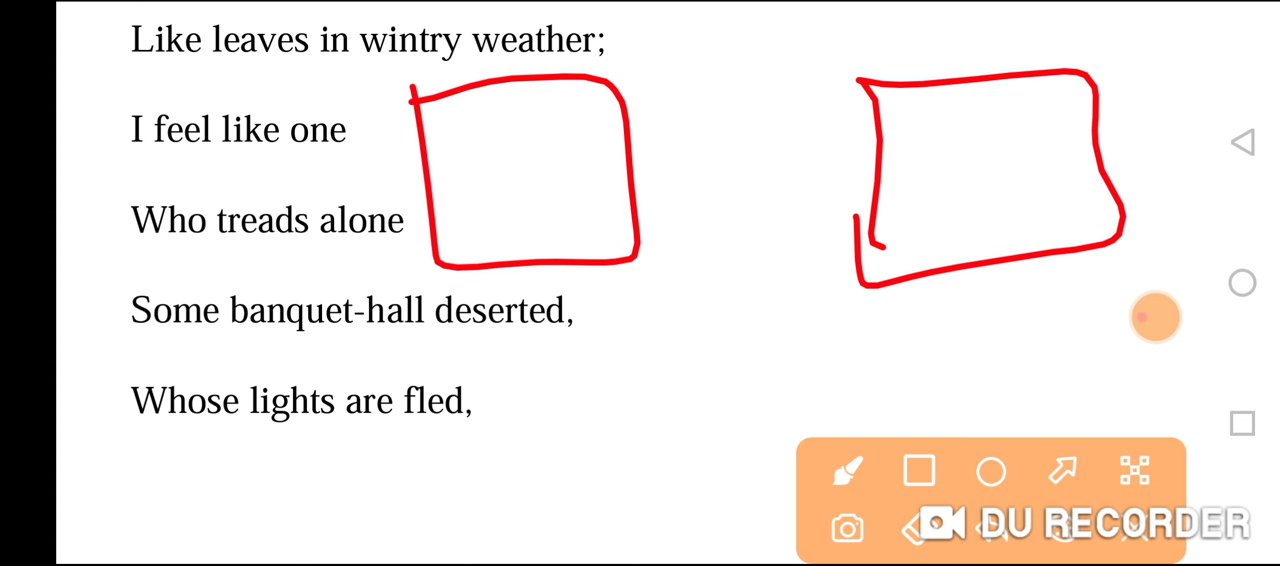 Like leaves in wintry weather;
I feel like one
Who treads alone
Some banquet-hall deserted,
Whose lights are fled,
DU RECORDER